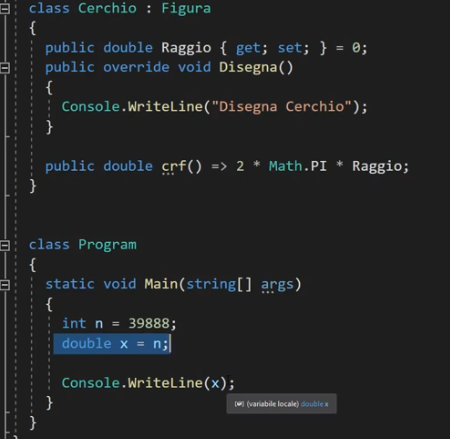 class Cerchio : Figura
{
public double Raggio { get; set; } = 0;
public override void Disegna()
{
Console.WriteLine("Disegna Cerchio");
}
public double crf() => 2 * Math.PI * Raggio;
}
class Program
{
static void Main(string[] args)
{
int n = 39888;
double x = n;
Console.WriteLine(x);
(variabile locale) double x
}
}